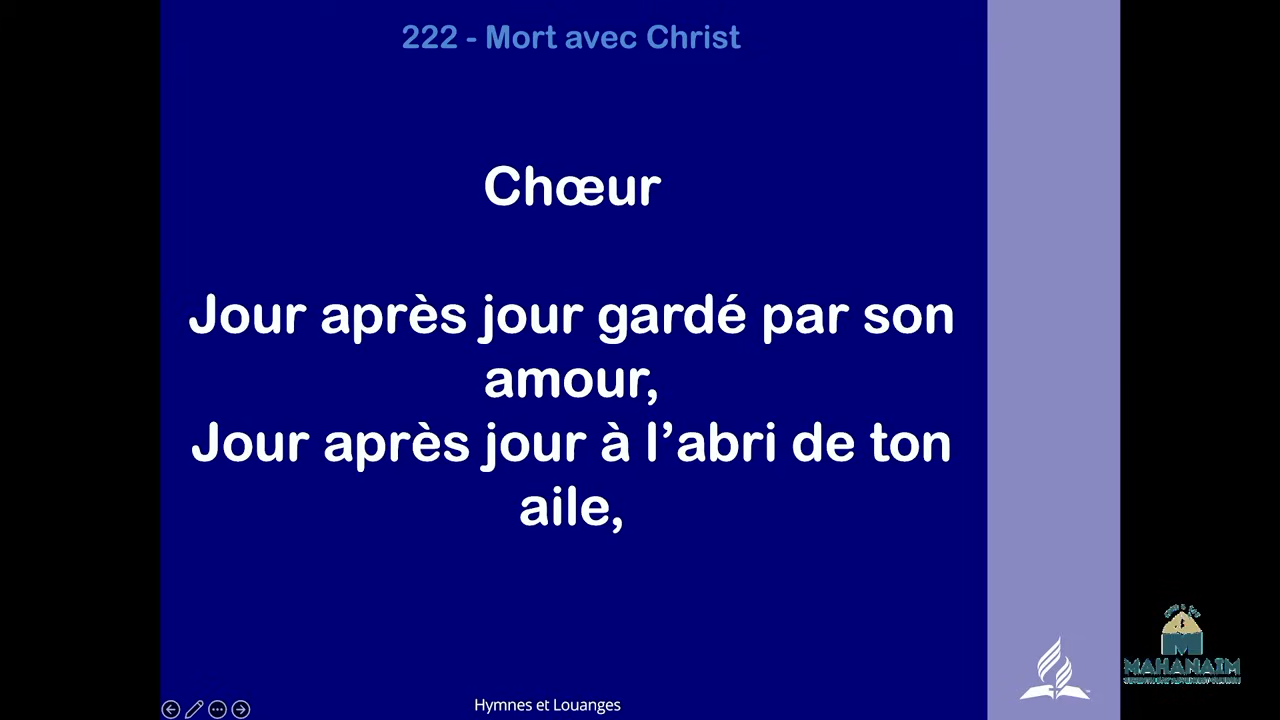 222 - Mort avec Christ
Chœur
Jour après jour gardé par son
amour,
Jour après jour à l’abri de ton
aile,
Hymnes et Louanges
MAHANAIM